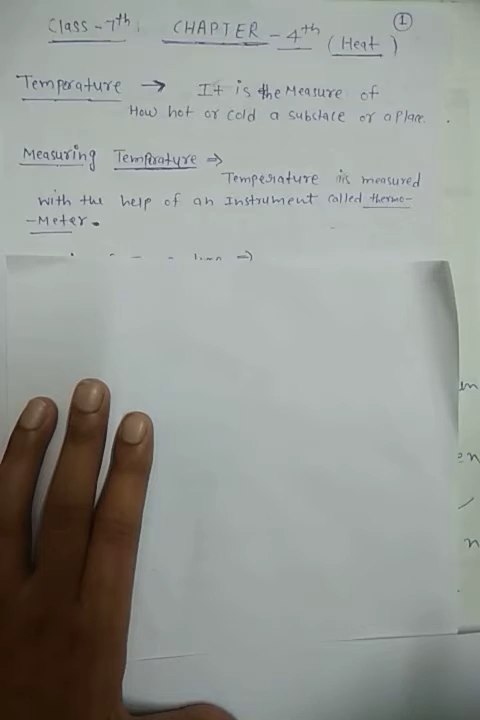 Class - 7th : CHAPTER - 4th (Heat) 1
Temperature → It is the Measure of
How hot or cold a substace or a place.
Measuring Temprature ⇒
Temperature is measured
with the help of an Instrument called thermo-
-Meter.
en
n